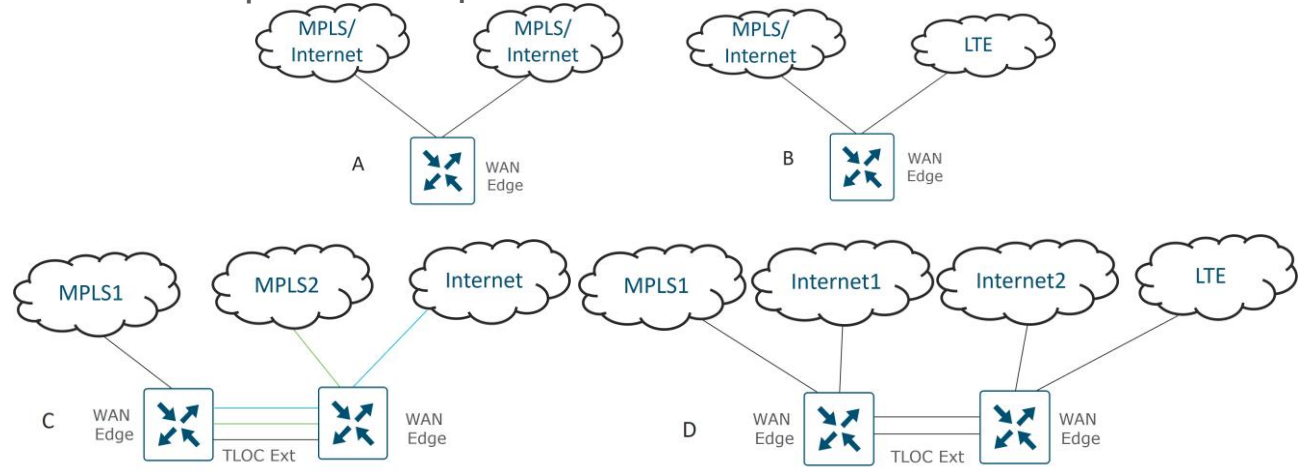 MPLS/
Internet
MPLS/
Internet
MPLS/
Internet
LTE
A
WAN
Edge
B
WAN
Edge
MPLS1
MPLS2
Internet
MPLS1
Internet1
Internet2
LTE
C
WAN
Edge
TLOC Ext
WAN
Edge
D
WAN
Edge
TLOC Ext
WAN
Edge